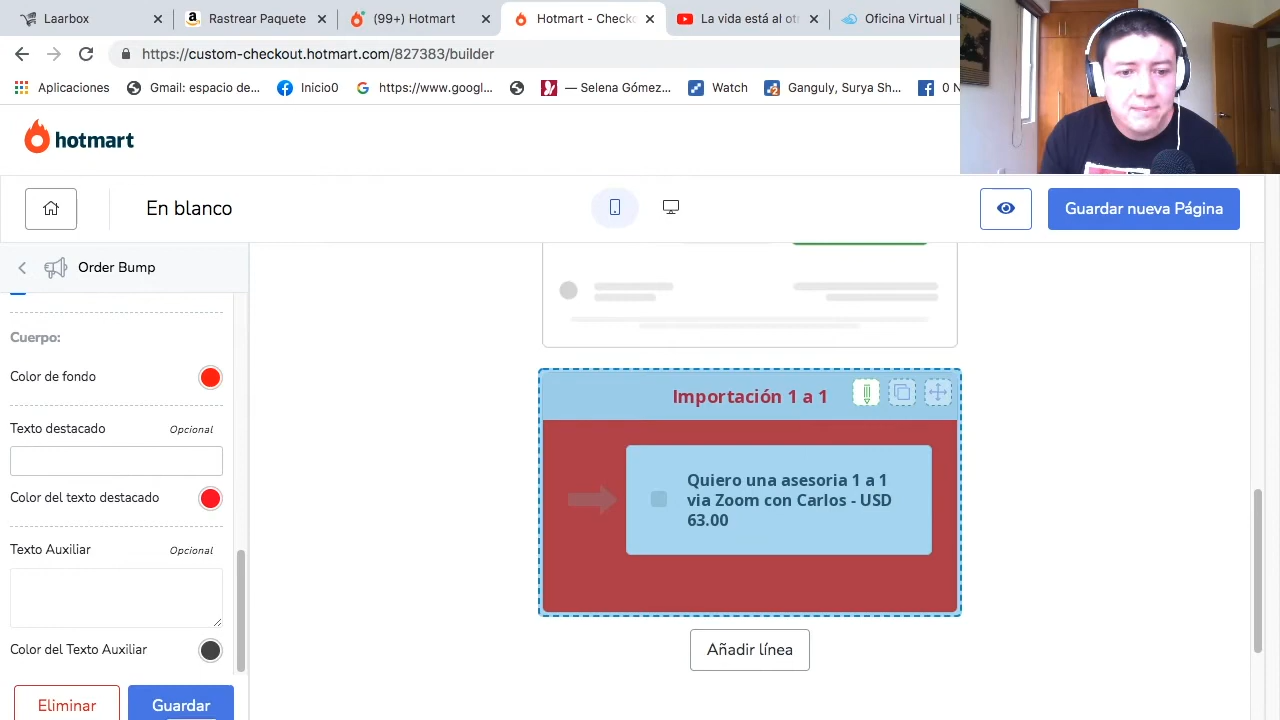 Laarbox
Rastrear Paquete
(99+) Hotmart
Hotmart - Checko
La vida está al ot
Oficina Virtual |
https://custom-checkout.hotmart.com/827383/builder
Aplicaciones
Gmail: espacio de...
Inicio0
https://www.googl...
— Selena Gómez...
Watch
Ganguly, Surya Sh...
0 N
hotmart
En blanco
Guardar nueva Página
Order Bump
Cuerpo:
Color de fondo
Texto destacado
Opcional
Color del texto destacado
Texto Auxiliar
Opcional
Color del Texto Auxiliar
Eliminar
Guardar
Importación 1 a 1
Quiero una asesoria 1 a 1
via Zoom con Carlos - USD
63.00
Añadir línea